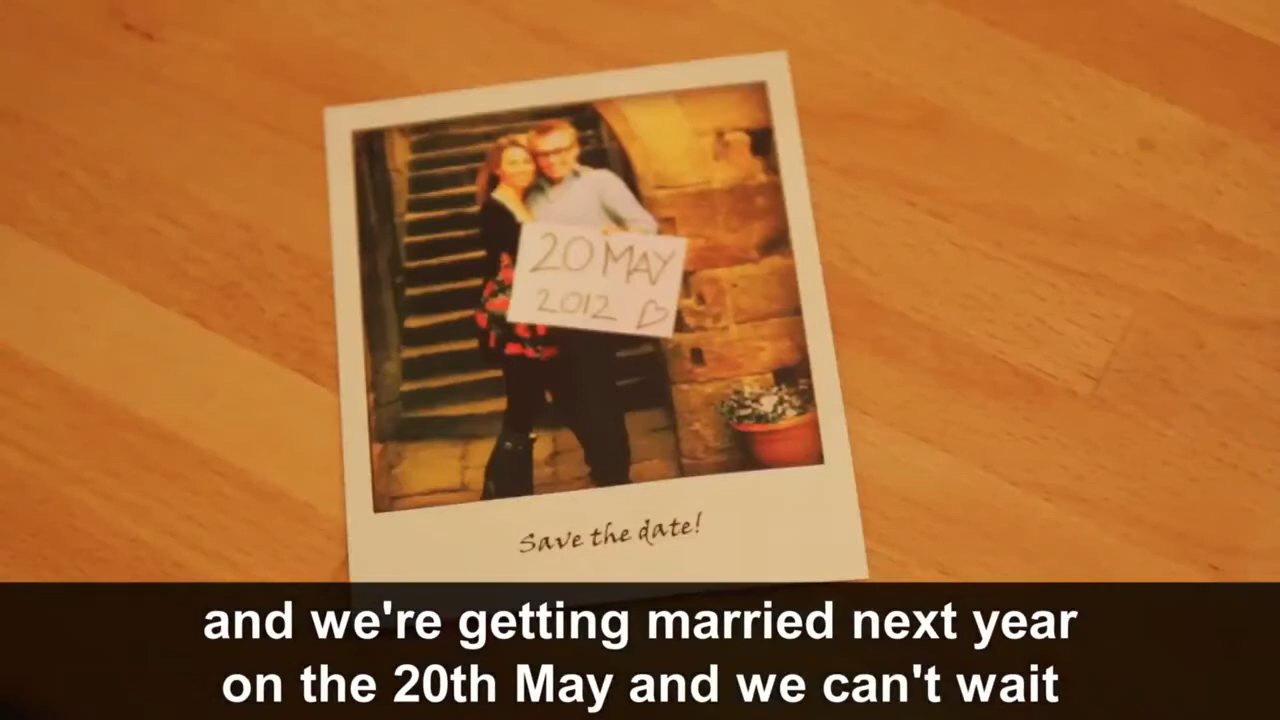 20 MAY
2012
Save the date!
and we're getting married next year
on the 20th May and we can't wait